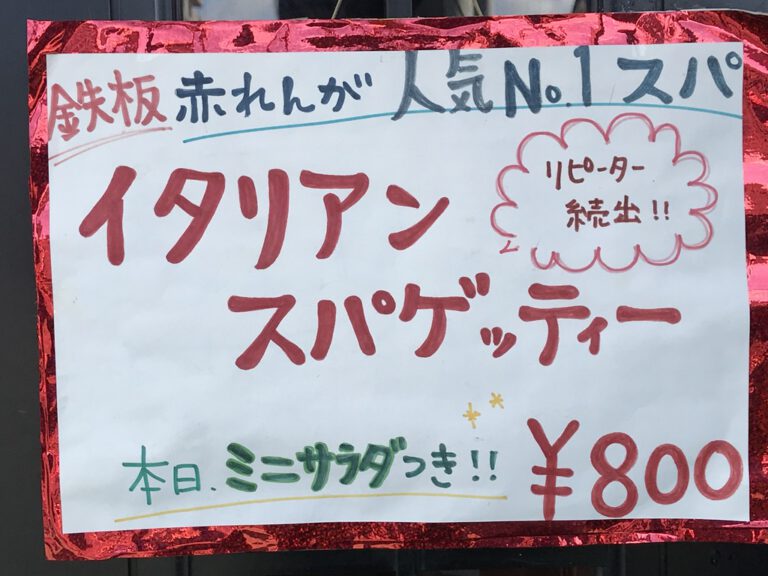 鉄板 赤れんが 人気No.1 スパ
イタリアン
リピーター
続出!!
スパゲッティー
本日、ミニサラダつき!!
¥800